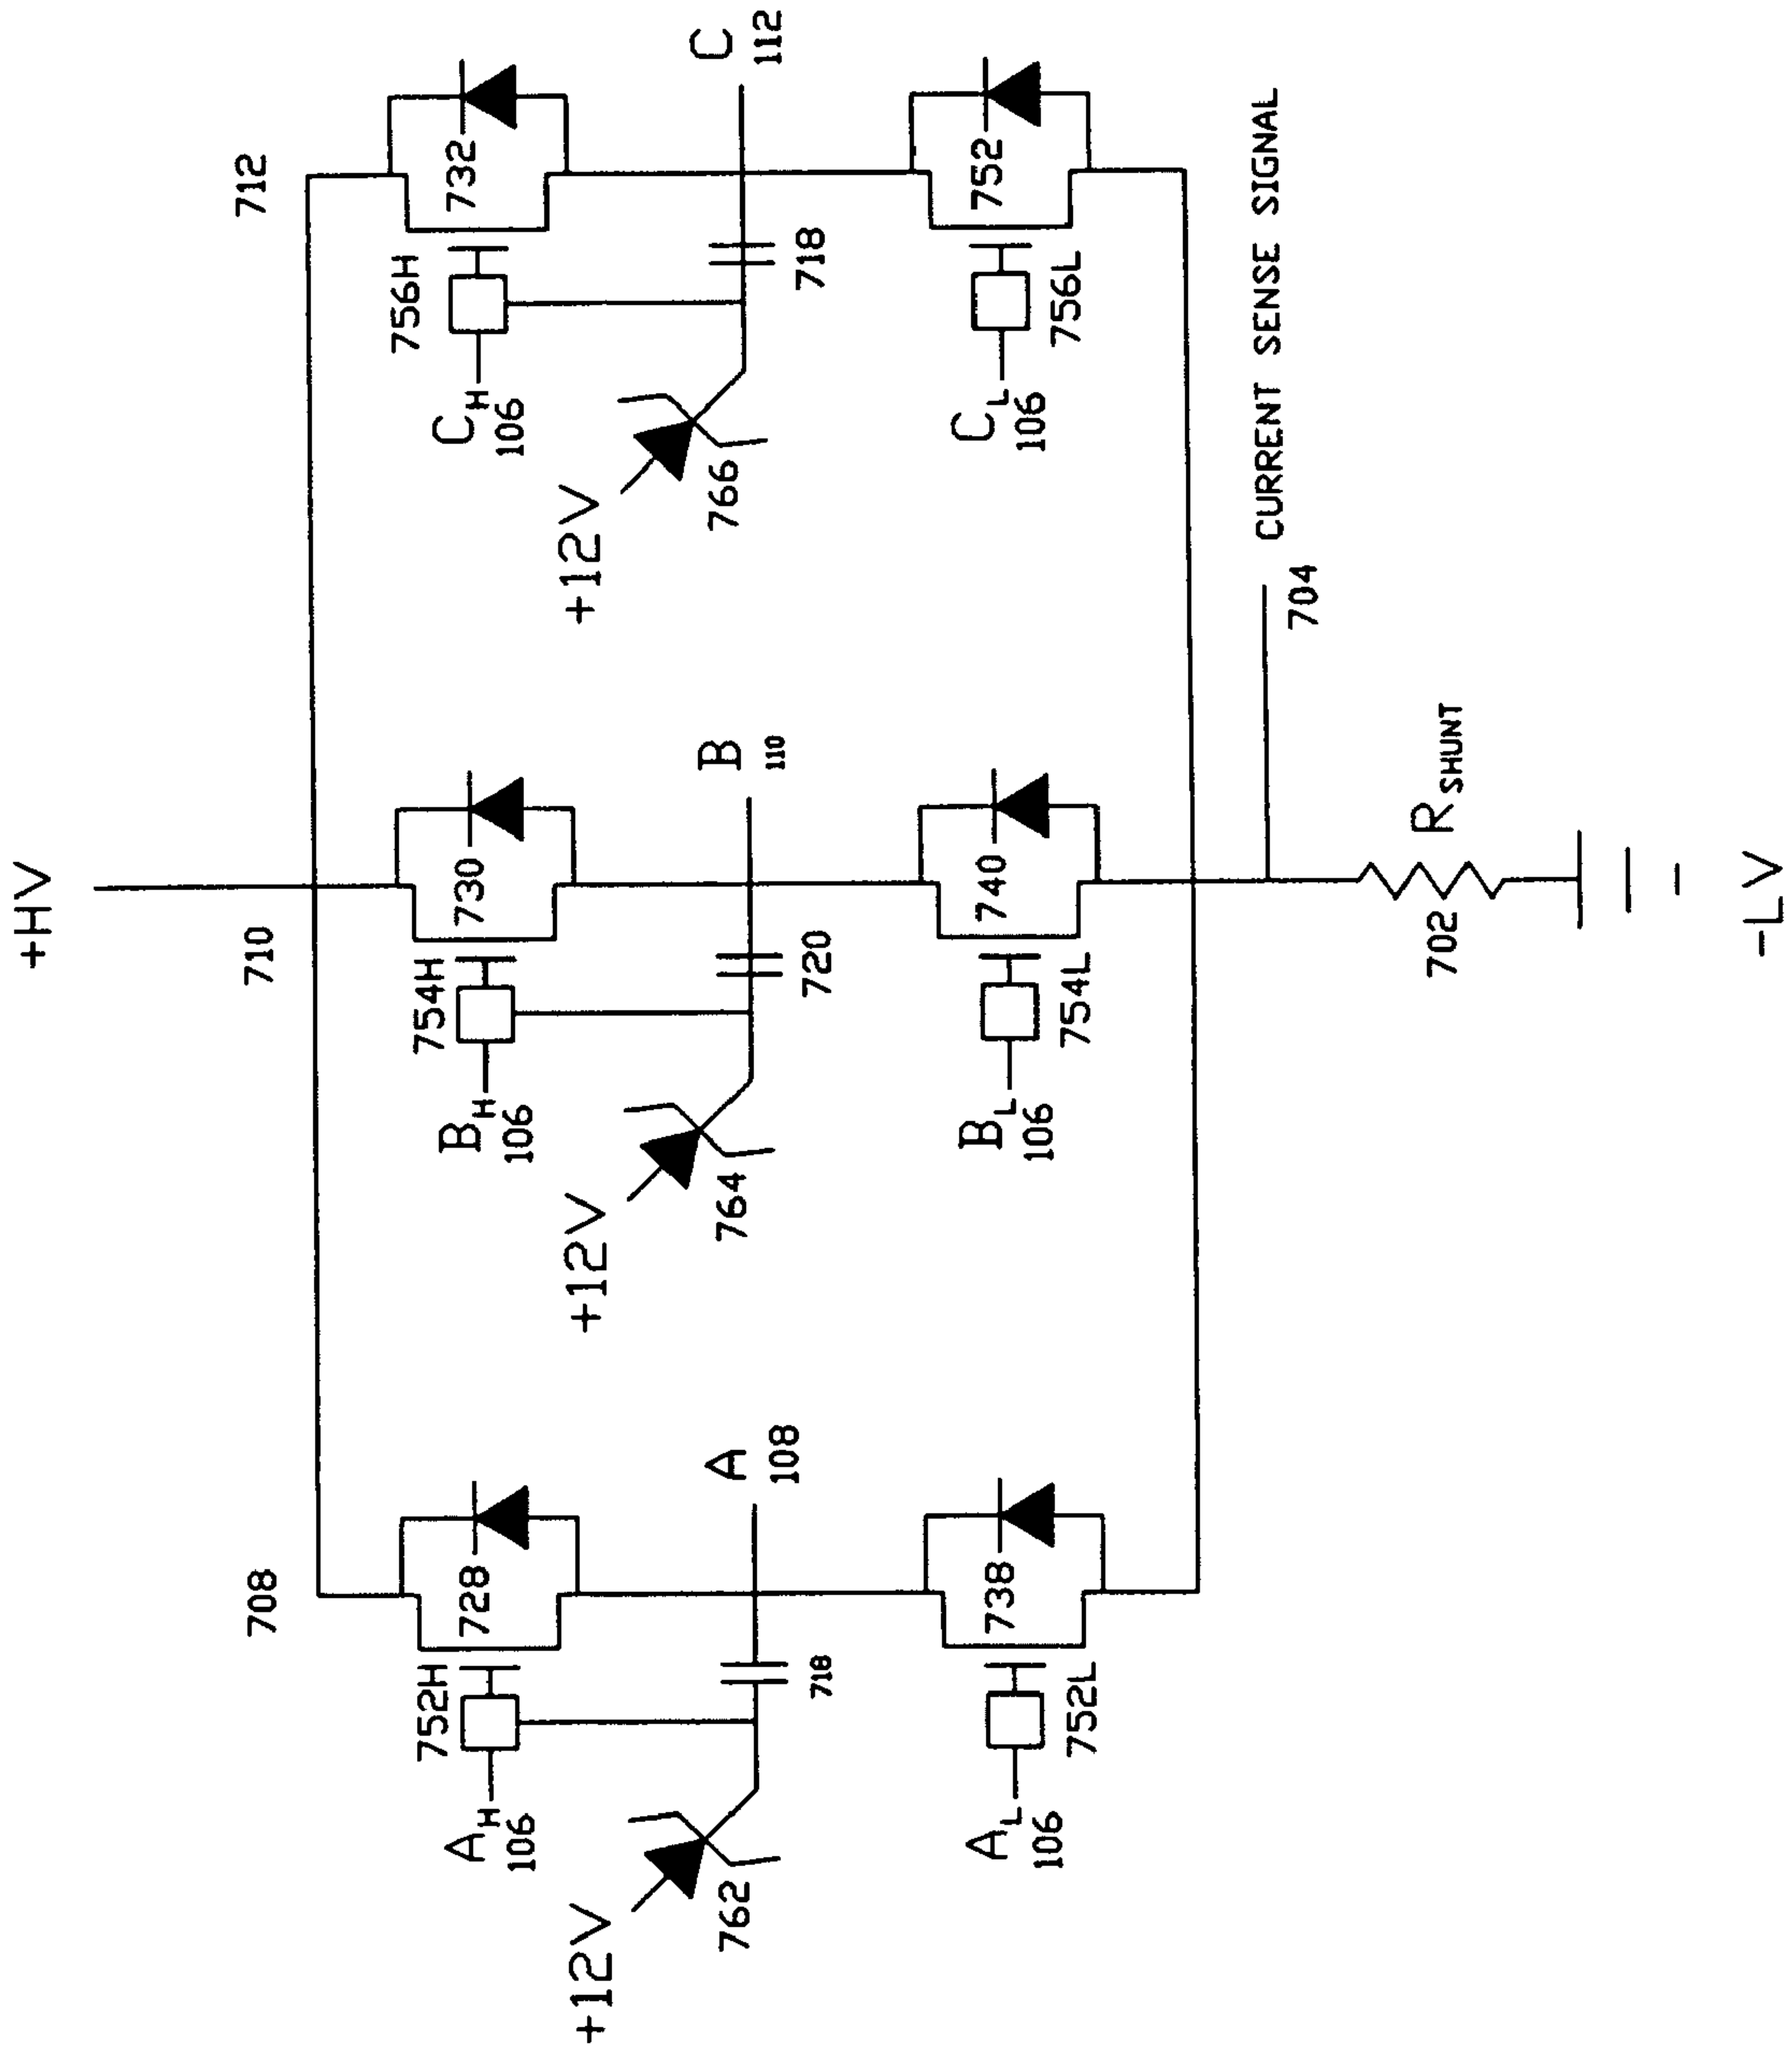 +HV
708
710
712
752H
754H
756H
728
730
732
A_H
106
B_H
106
C_H
106
+12V
+12V
+12V
A
108
B
110
C
112
762
718
764
720
766
718
738
740
752
A_L
106
B_L
106
C_L
106
752L
754L
756L
704
CURRENT SENSE SIGNAL
702
R_SHUNT
-LV